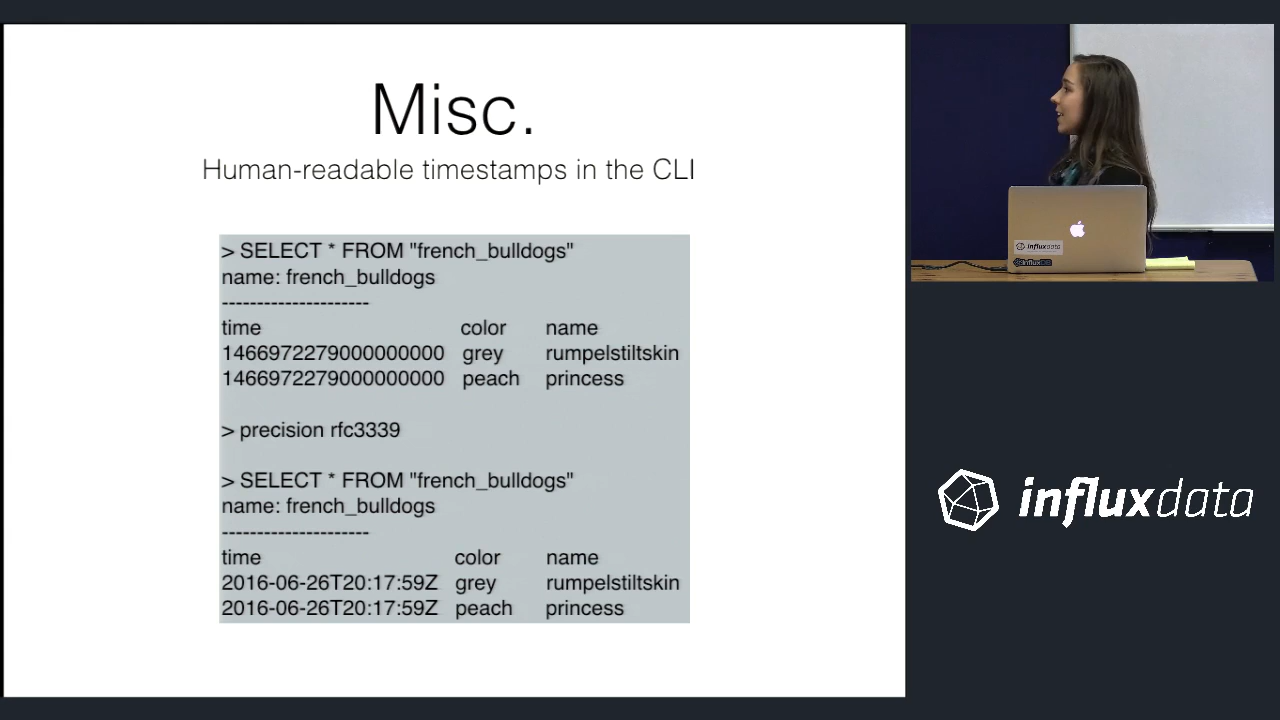 Misc.
Human-readable timestamps in the CLI
> SELECT * FROM "french_bulldogs"
name: french_bulldogs
---------------------
time color name
1466972279000000000 grey rumpelstiltskin
1466972279000000000 peach princess
> precision rfc3339
> SELECT * FROM "french_bulldogs"
name: french_bulldogs
---------------------
time color name
2016-06-26T20:17:59Z grey rumpelstiltskin
2016-06-26T20:17:59Z peach princess
influxdata
InfluxDB
influxdata